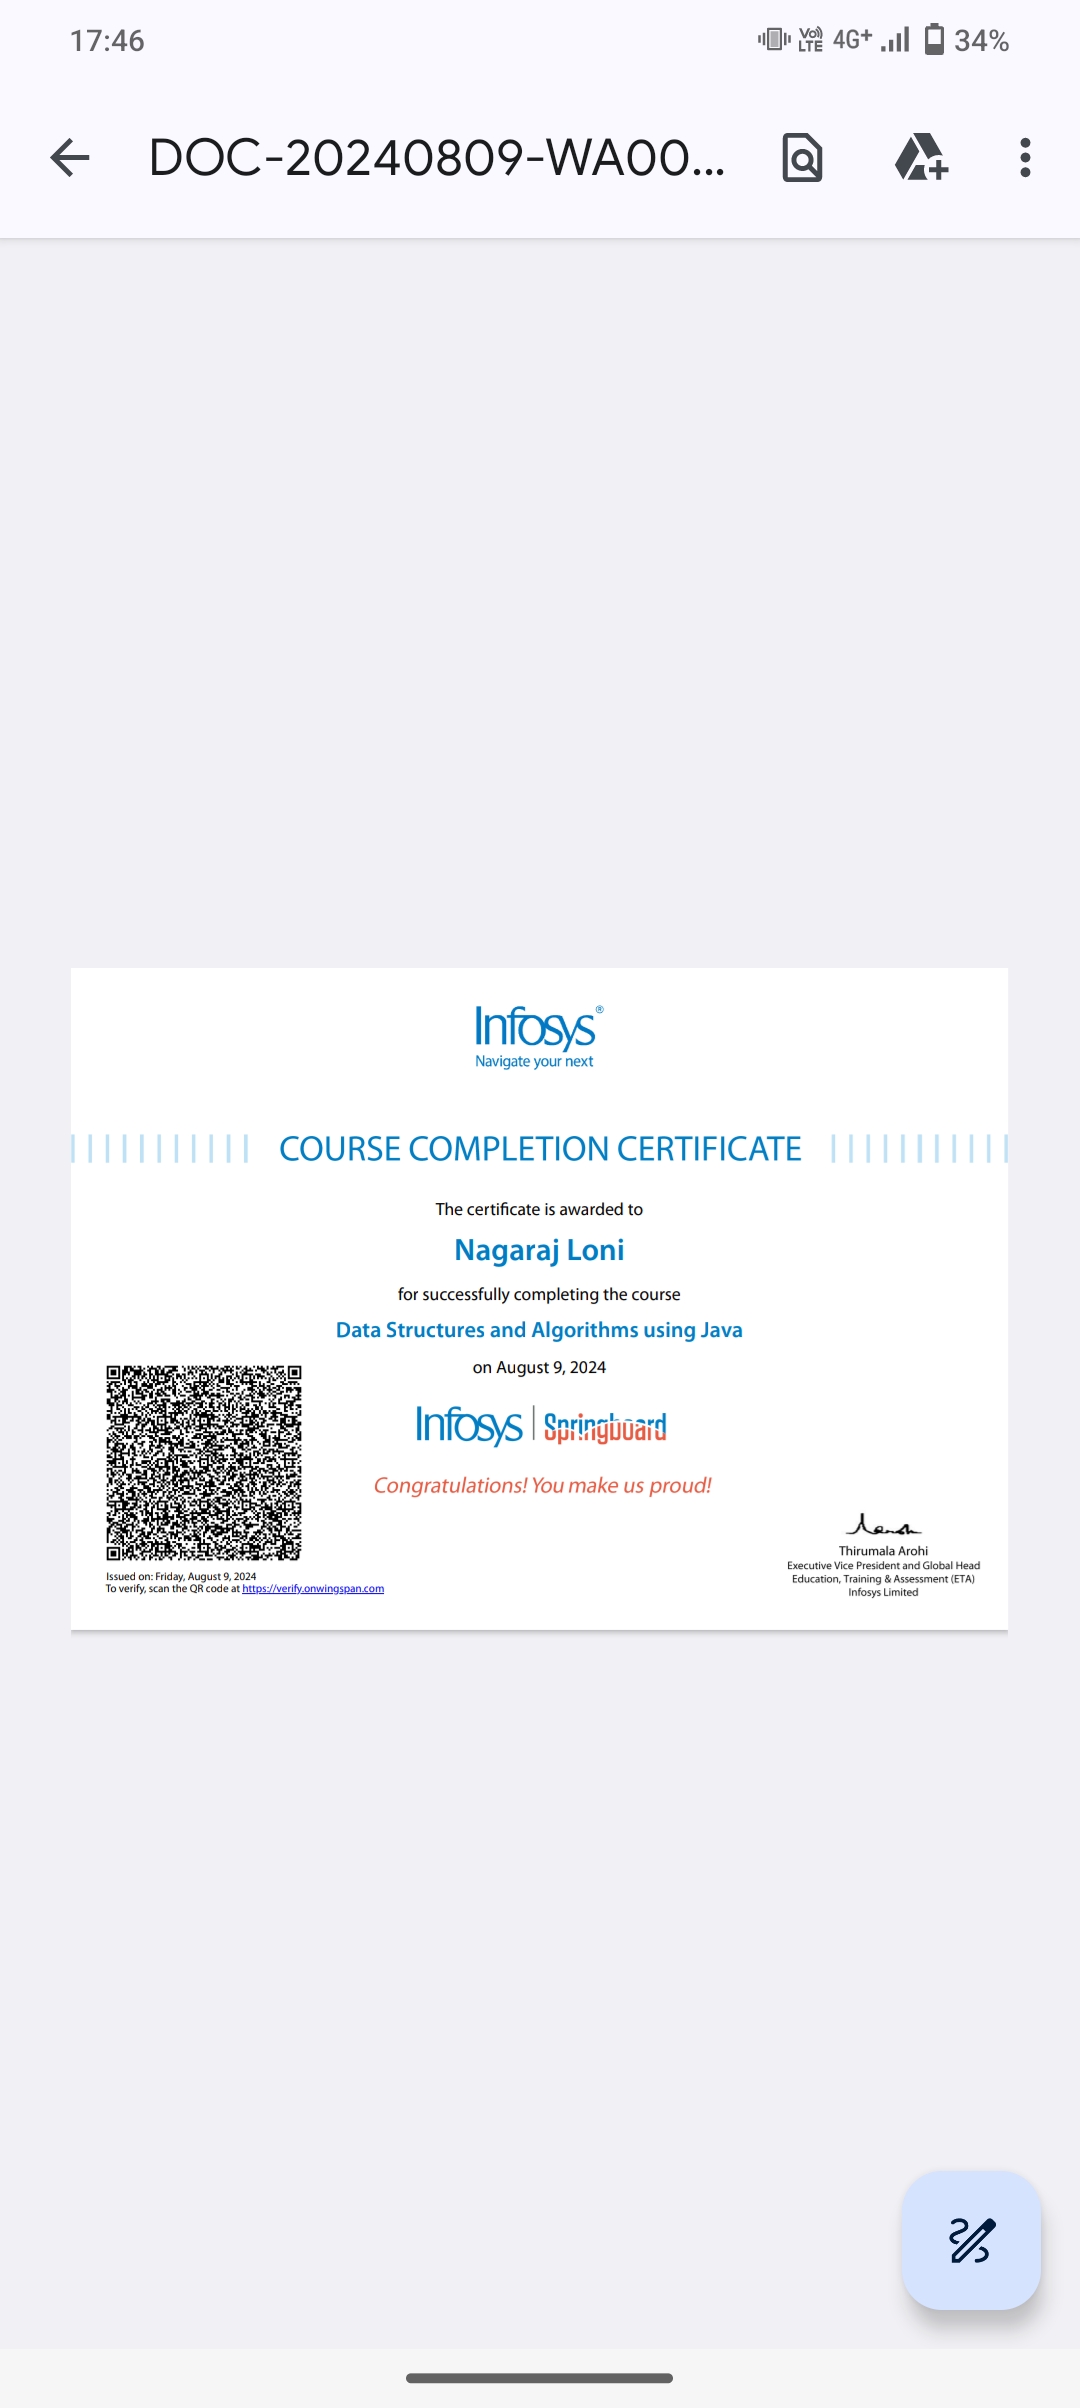 17:46 Vo) LTE 4G+ 34%
DOC-20240809-WA00...
Infosys®
Navigate your next
COURSE COMPLETION CERTIFICATE
The certificate is awarded to
Nagaraj Loni
for successfully completing the course
Data Structures and Algorithms using Java
on August 9, 2024
Infosys | Springboard
Congratulations! You make us proud!
Thirumala Arohi
Executive Vice President and Global Head
Education, Training & Assessment (ETA)
Infosys Limited
Issued on: Friday, August 9, 2024
To verify, scan the QR code at https://verify.onwingspan.com